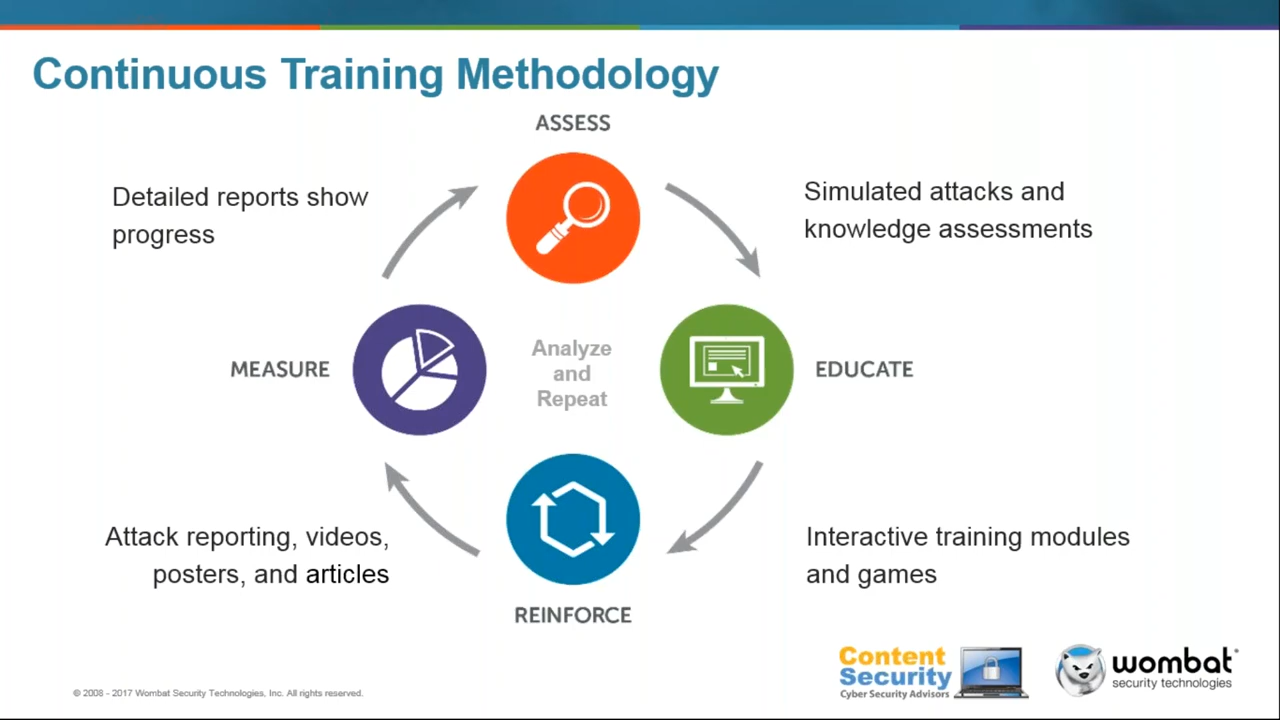 Continuous Training Methodology
ASSESS
Detailed reports show
progress
Simulated attacks and
knowledge assessments
MEASURE
Analyze
and
Repeat
EDUCATE
Attack reporting, videos,
posters, and articles
Interactive training modules
and games
REINFORCE
Content
Security
Cyber Security Advisors
wombat®
security technologies
© 2008 - 2017 Wombat Security Technologies, Inc. All rights reserved.